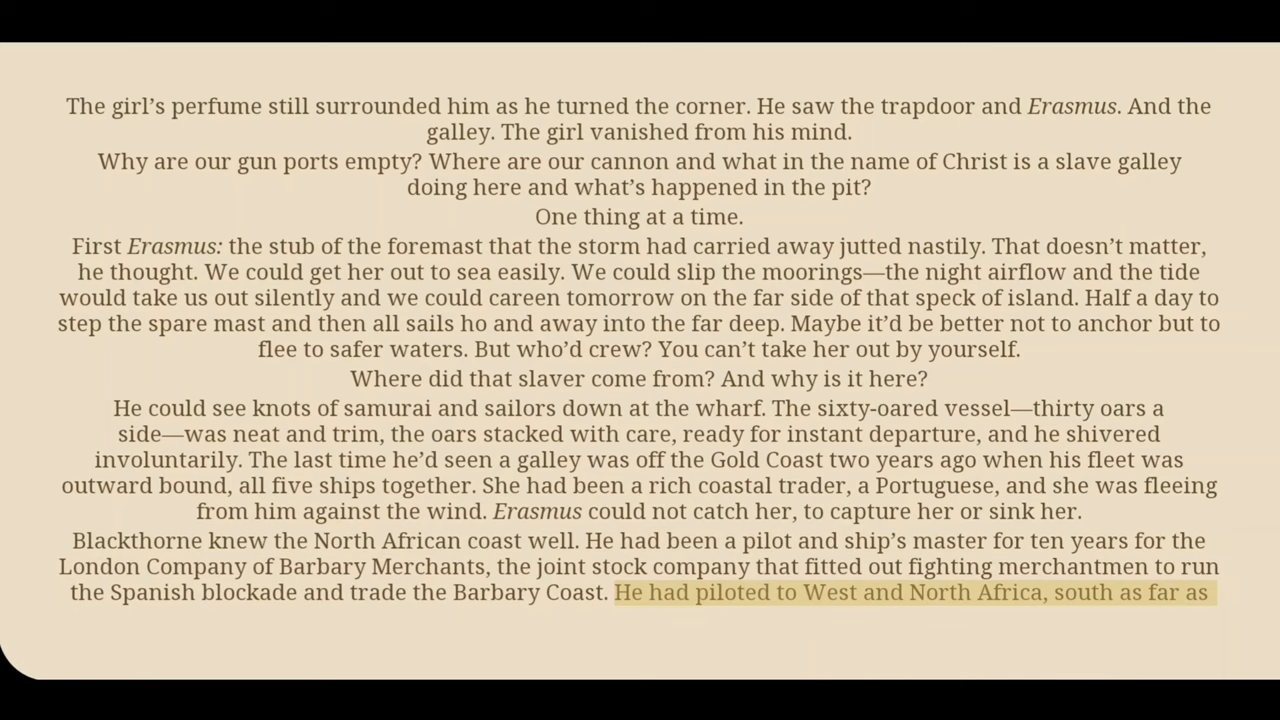 The girl’s perfume still surrounded him as he turned the corner. He saw the trapdoor and Erasmus. And the
galley. The girl vanished from his mind.
Why are our gun ports empty? Where are our cannon and what in the name of Christ is a slave galley
doing here and what’s happened in the pit?
One thing at a time.
First Erasmus: the stub of the foremast that the storm had carried away jutted nastily. That doesn’t matter,
he thought. We could get her out to sea easily. We could slip the moorings—the night airflow and the tide
would take us out silently and we could careen tomorrow on the far side of that speck of island. Half a day to
step the spare mast and then all sails ho and away into the far deep. Maybe it’d be better not to anchor but to
flee to safer waters. But who’d crew? You can’t take her out by yourself.
Where did that slaver come from? And why is it here?
He could see knots of samurai and sailors down at the wharf. The sixty-oared vessel—thirty oars a
side—was neat and trim, the oars stacked with care, ready for instant departure, and he shivered
involuntarily. The last time he’d seen a galley was off the Gold Coast two years ago when his fleet was
outward bound, all five ships together. She had been a rich coastal trader, a Portuguese, and she was fleeing
from him against the wind. Erasmus could not catch her, to capture her or sink her.
Blackthorne knew the North African coast well. He had been a pilot and ship’s master for ten years for the
London Company of Barbary Merchants, the joint stock company that fitted out fighting merchantmen to run
the Spanish blockade and trade the Barbary Coast. He had piloted to West and North Africa, south as far as